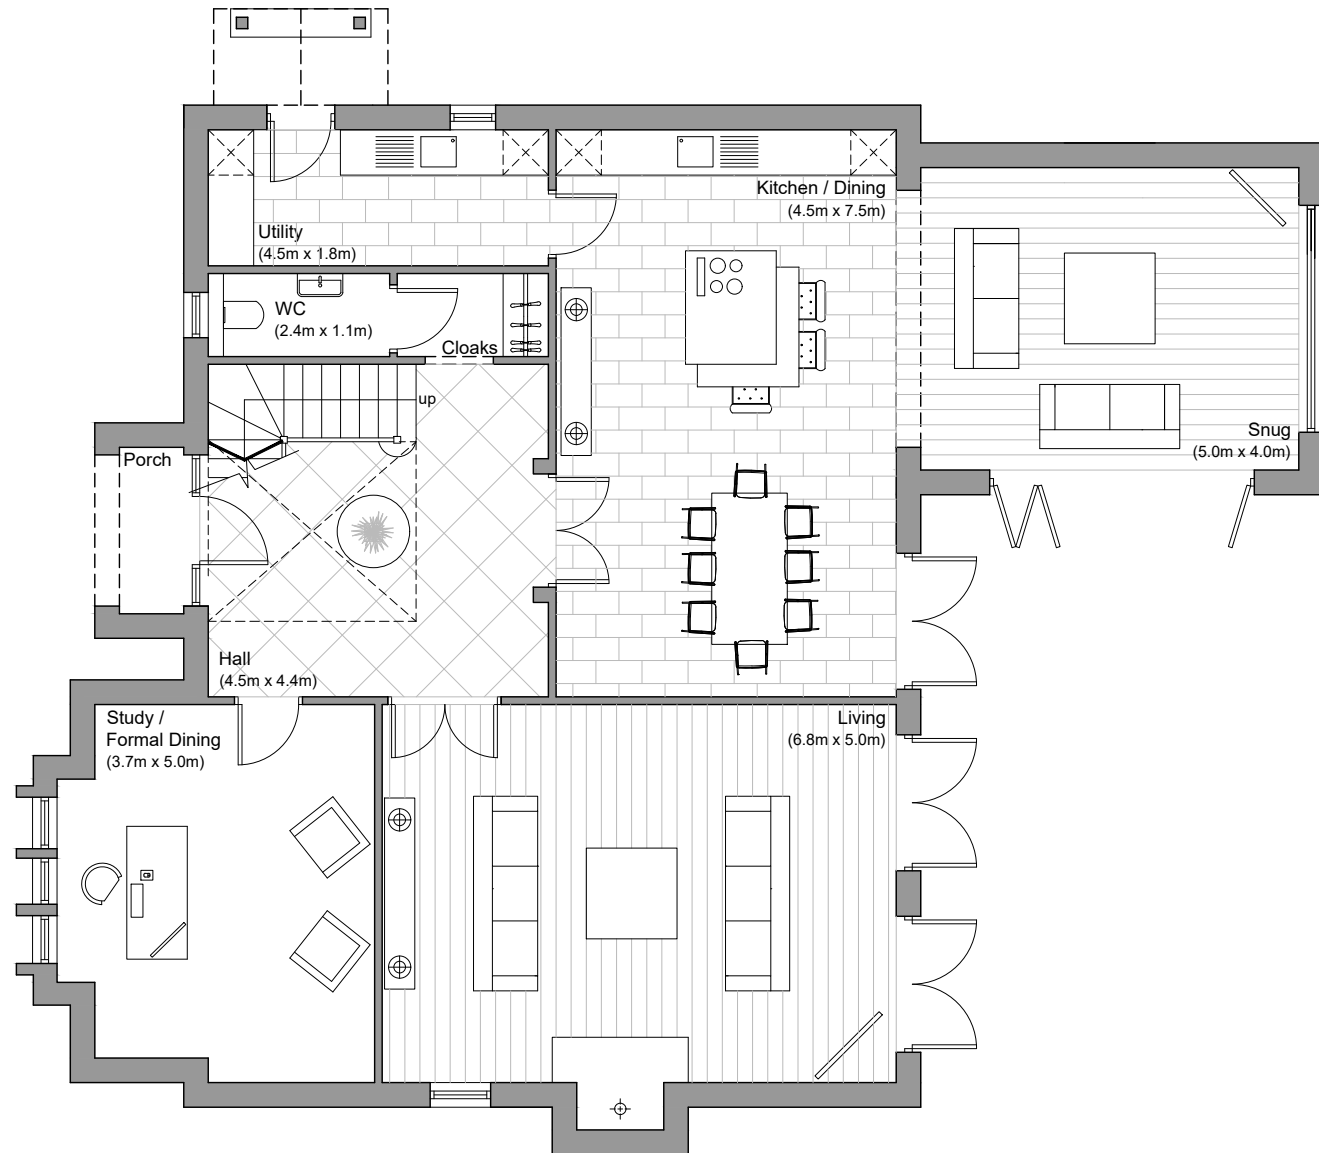 Kitchen / Dining
(4.5m x 7.5m)
Utility
(4.5m x 1.8m)
WC
(2.4m x 1.1m)
Cloaks
up
Porch
Snug
(5.0m x 4.0m)
Hall
(4.5m x 4.4m)
Study /
Formal Dining
(3.7m x 5.0m)
Living
(6.8m x 5.0m)